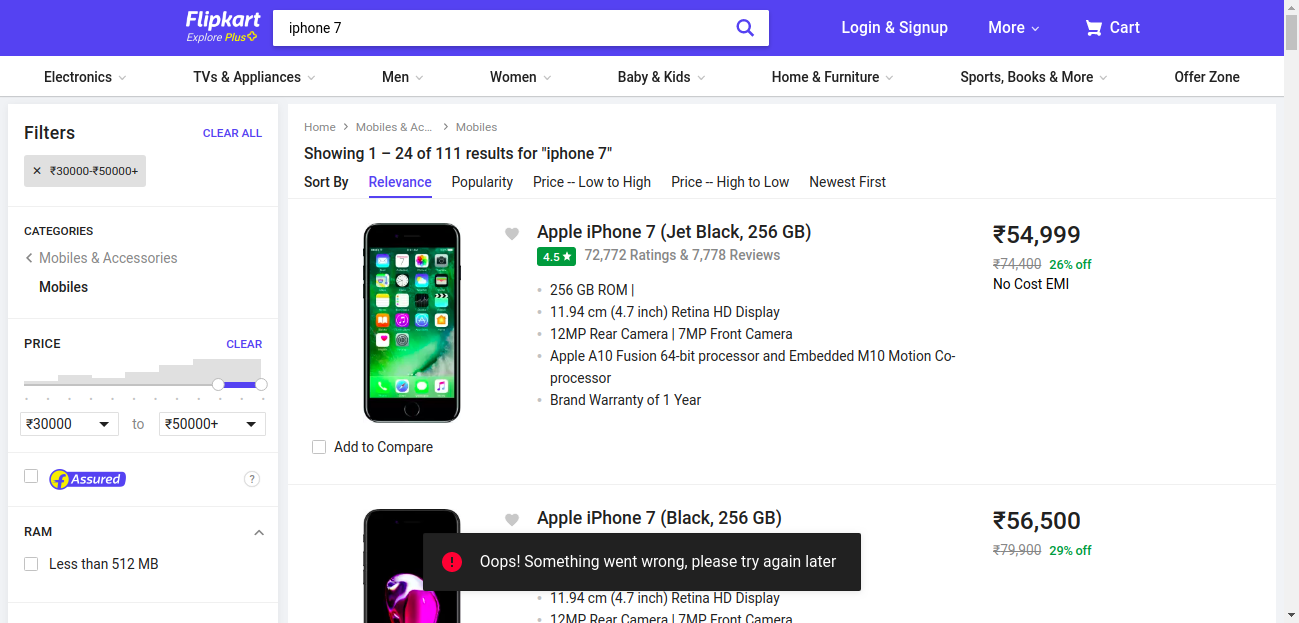 Flipkart
Explore Plus
iphone 7
Login & Signup
More
Cart
Electronics
TVs & Appliances
Men
Women
Baby & Kids
Home & Furniture
Sports, Books & More
Offer Zone
Filters
CLEAR ALL
✕ ₹30000-₹50000+
CATEGORIES
Mobiles & Accessories
Mobiles
PRICE
CLEAR
₹30000
to
₹50000+
f Assured
?
RAM
Less than 512 MB
Home
Mobiles & Ac...
Mobiles
Showing 1 – 24 of 111 results for "iphone 7"
Sort By
Relevance
Popularity
Price -- Low to High
Price -- High to Low
Newest First
Apple iPhone 7 (Jet Black, 256 GB)
4.5 ★
72,772 Ratings & 7,778 Reviews
256 GB ROM |
11.94 cm (4.7 inch) Retina HD Display
12MP Rear Camera | 7MP Front Camera
Apple A10 Fusion 64-bit processor and Embedded M10 Motion Co-
processor
Brand Warranty of 1 Year
₹54,999
₹74,400 26% off
No Cost EMI
Add to Compare
Apple iPhone 7 (Black, 256 GB)
₹56,500
₹79,900 29% off
! Oops! Something went wrong, please try again later
11.94 cm (4.7 inch) Retina HD Display
12MP Rear Camera | 7MP Front Camera